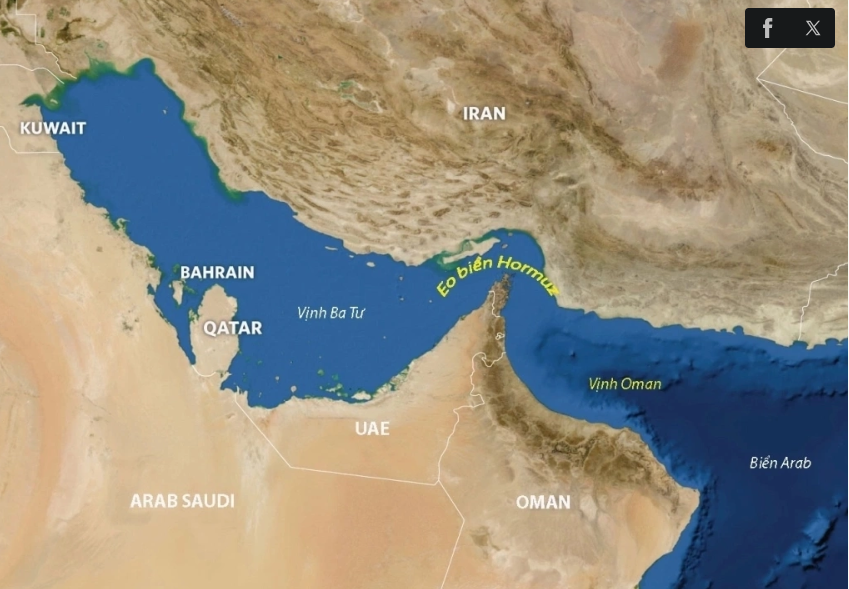 IRAN
KUWAIT
BAHRAIN
Eo biển Hormuz
Vịnh Ba Tư
QATAR
Vịnh Oman
UAE
Biển Arab
ARAB SAUDI
OMAN